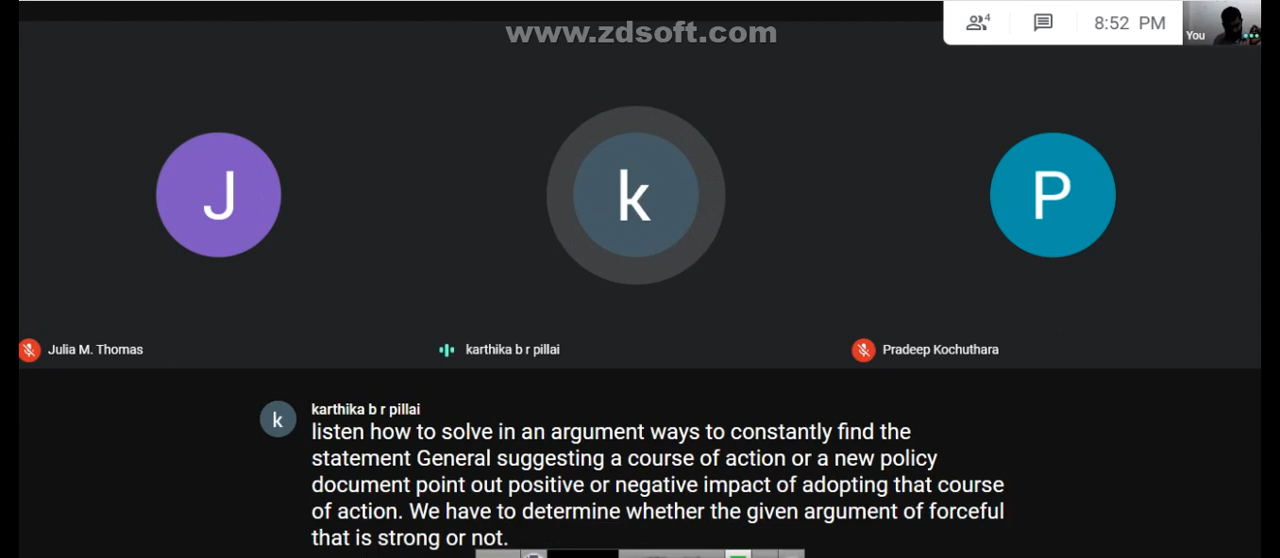 www.zdsoft.com
4
8:52 PM
You
J
k
P
Julia M. Thomas
karthika b r pillai
Pradeep Kochuthara
k
karthika b r pillai
listen how to solve in an argument ways to constantly find the
statement General suggesting a course of action or a new policy
document point out positive or negative impact of adopting that course
of action. We have to determine whether the given argument of forceful
that is strong or not.